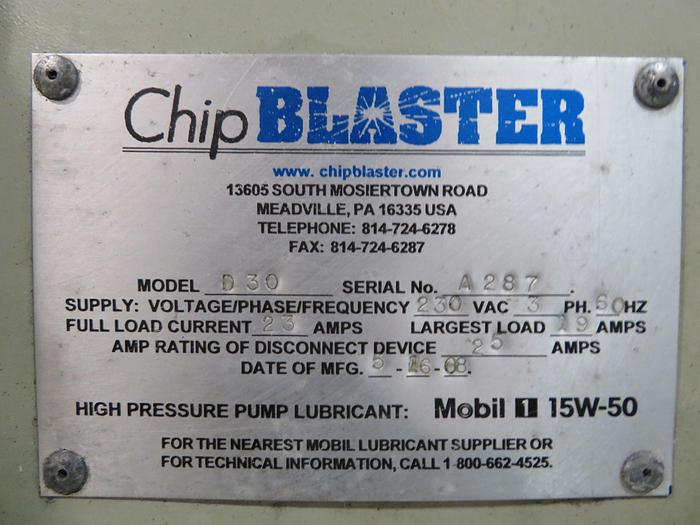 Chip BLASTER
www. chipblaster.com
13605 SOUTH MOSIERTOWN ROAD
MEADVILLE, PA 16335 USA
TELEPHONE: 814-724-6278
FAX: 814-724-6287
MODEL D30 SERIAL No. A287.
SUPPLY: VOLTAGE/PHASE/FREQUENCY 230 VAC 3 PH. 60HZ
FULL LOAD CURRENT 23 AMPS LARGEST LOAD 19 AMPS
AMP RATING OF DISCONNECT DEVICE 25 AMPS
DATE OF MFG. 5 - -08.
HIGH PRESSURE PUMP LUBRICANT: Mobil 1 15W-50
FOR THE NEAREST MOBIL LUBRICANT SUPPLIER OR
FOR TECHNICAL INFORMATION, CALL 1-800-662-4525.